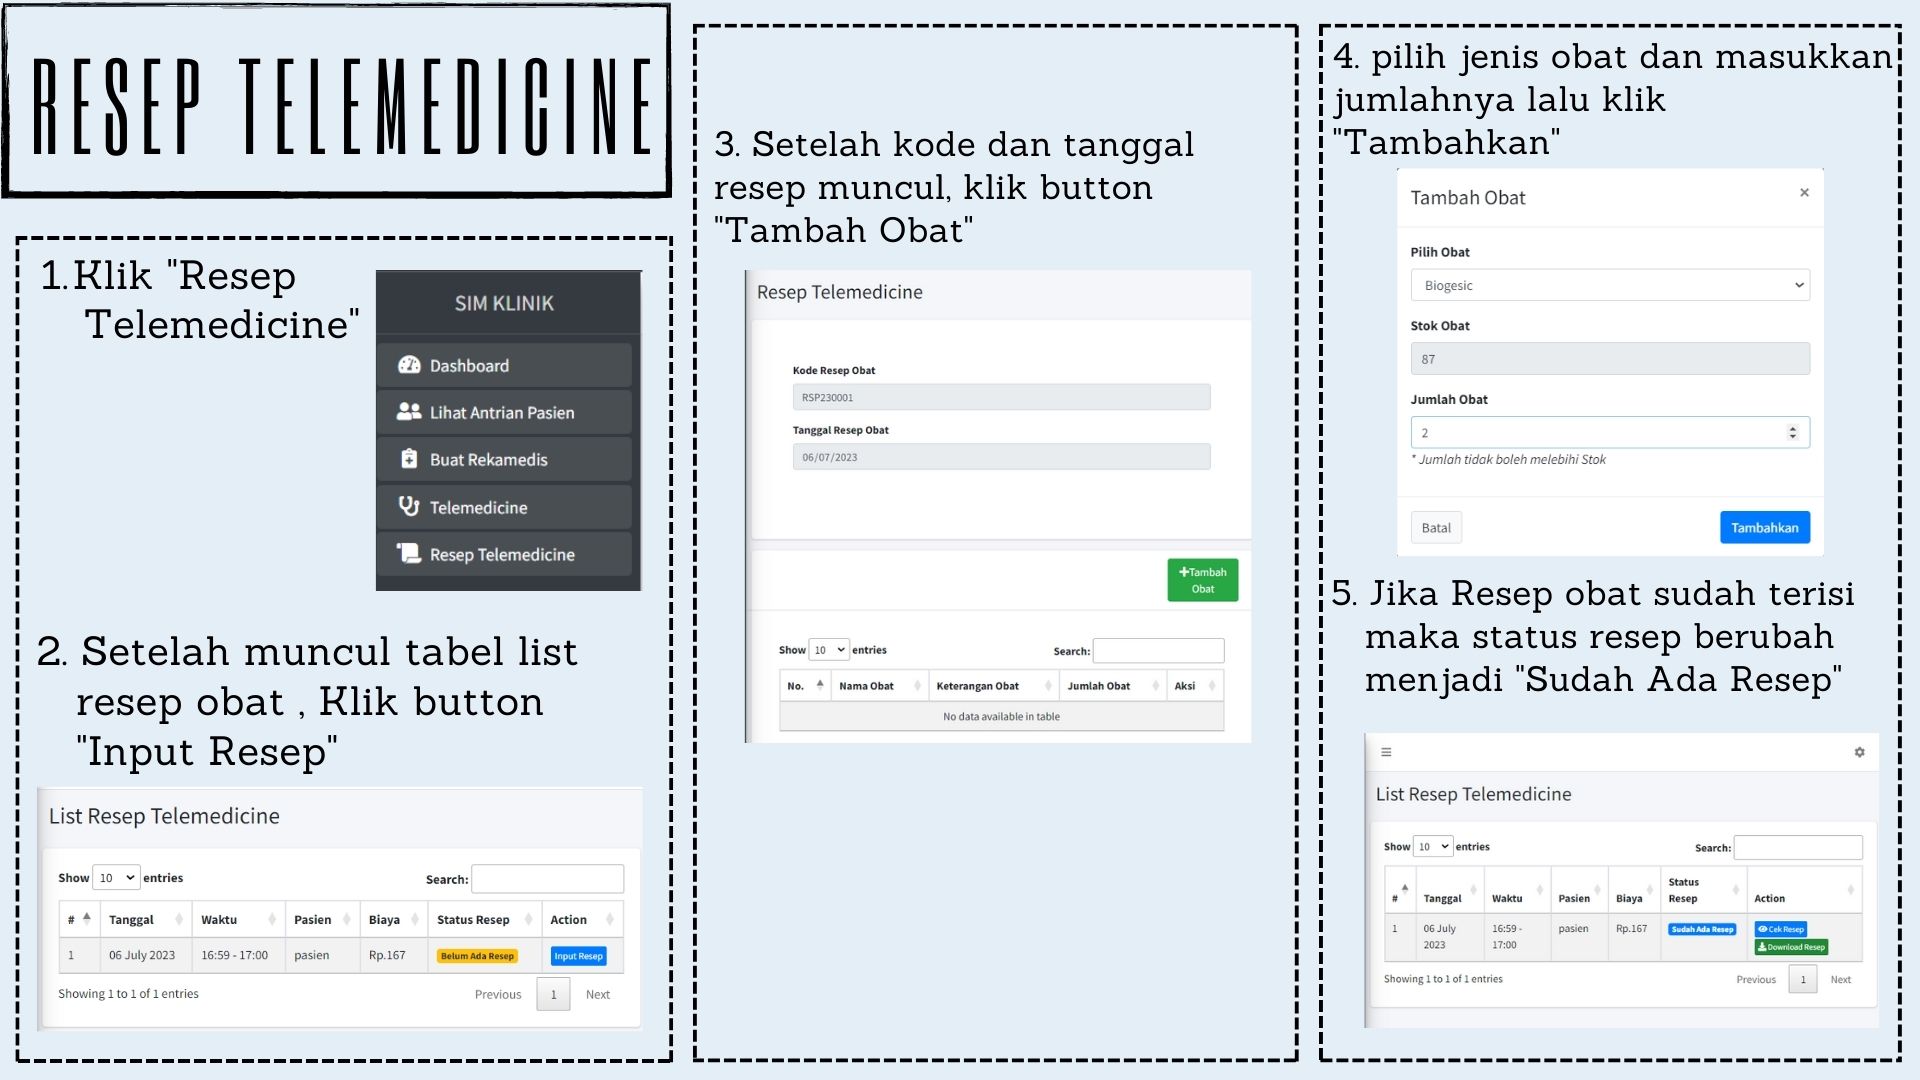 RESEP TELEMEDICINE
1. Klik "Resep
Telemedicine"
SIM KLINIK
Dashboard
Lihat Antrian Pasien
Buat Rekamedis
Telemedicine
Resep Telemedicine
2. Setelah muncul tabel list
resep obat , Klik button
"Input Resep"
List Resep Telemedicine
Show 10 entries Search:
# Tanggal Waktu Pasien Biaya Status Resep Action
1 06 July 2023 16:59 - 17:00 pasien Rp.167 Belum Ada Resep Input Resep
Showing 1 to 1 of 1 entries Previous 1 Next
3. Setelah kode dan tanggal
resep muncul, klik button
"Tambah Obat"
Resep Telemedicine
Kode Resep Obat
RSP230001
Tanggal Resep Obat
06/07/2023
+Tambah
Obat
Show 10 entries Search:
No. Nama Obat Keterangan Obat Jumlah Obat Aksi
No data available in table
4. pilih jenis obat dan masukkan
jumlahnya lalu klik
"Tambahkan"
Tambah Obat ×
Pilih Obat
Biogesic
Stok Obat
87
Jumlah Obat
2
* Jumlah tidak boleh melebihi Stok
Batal Tambahkan
5. Jika Resep obat sudah terisi
maka status resep berubah
menjadi "Sudah Ada Resep"
List Resep Telemedicine
Show 10 entries Search:
Status
# Tanggal Waktu Pasien Biaya Resep Action
1 06 July 16:59 - pasien Rp.167 Sudah Ada Resep Cek Resep
2023 17:00 Download Resep
Showing 1 to 1 of 1 entries Previous 1 Next